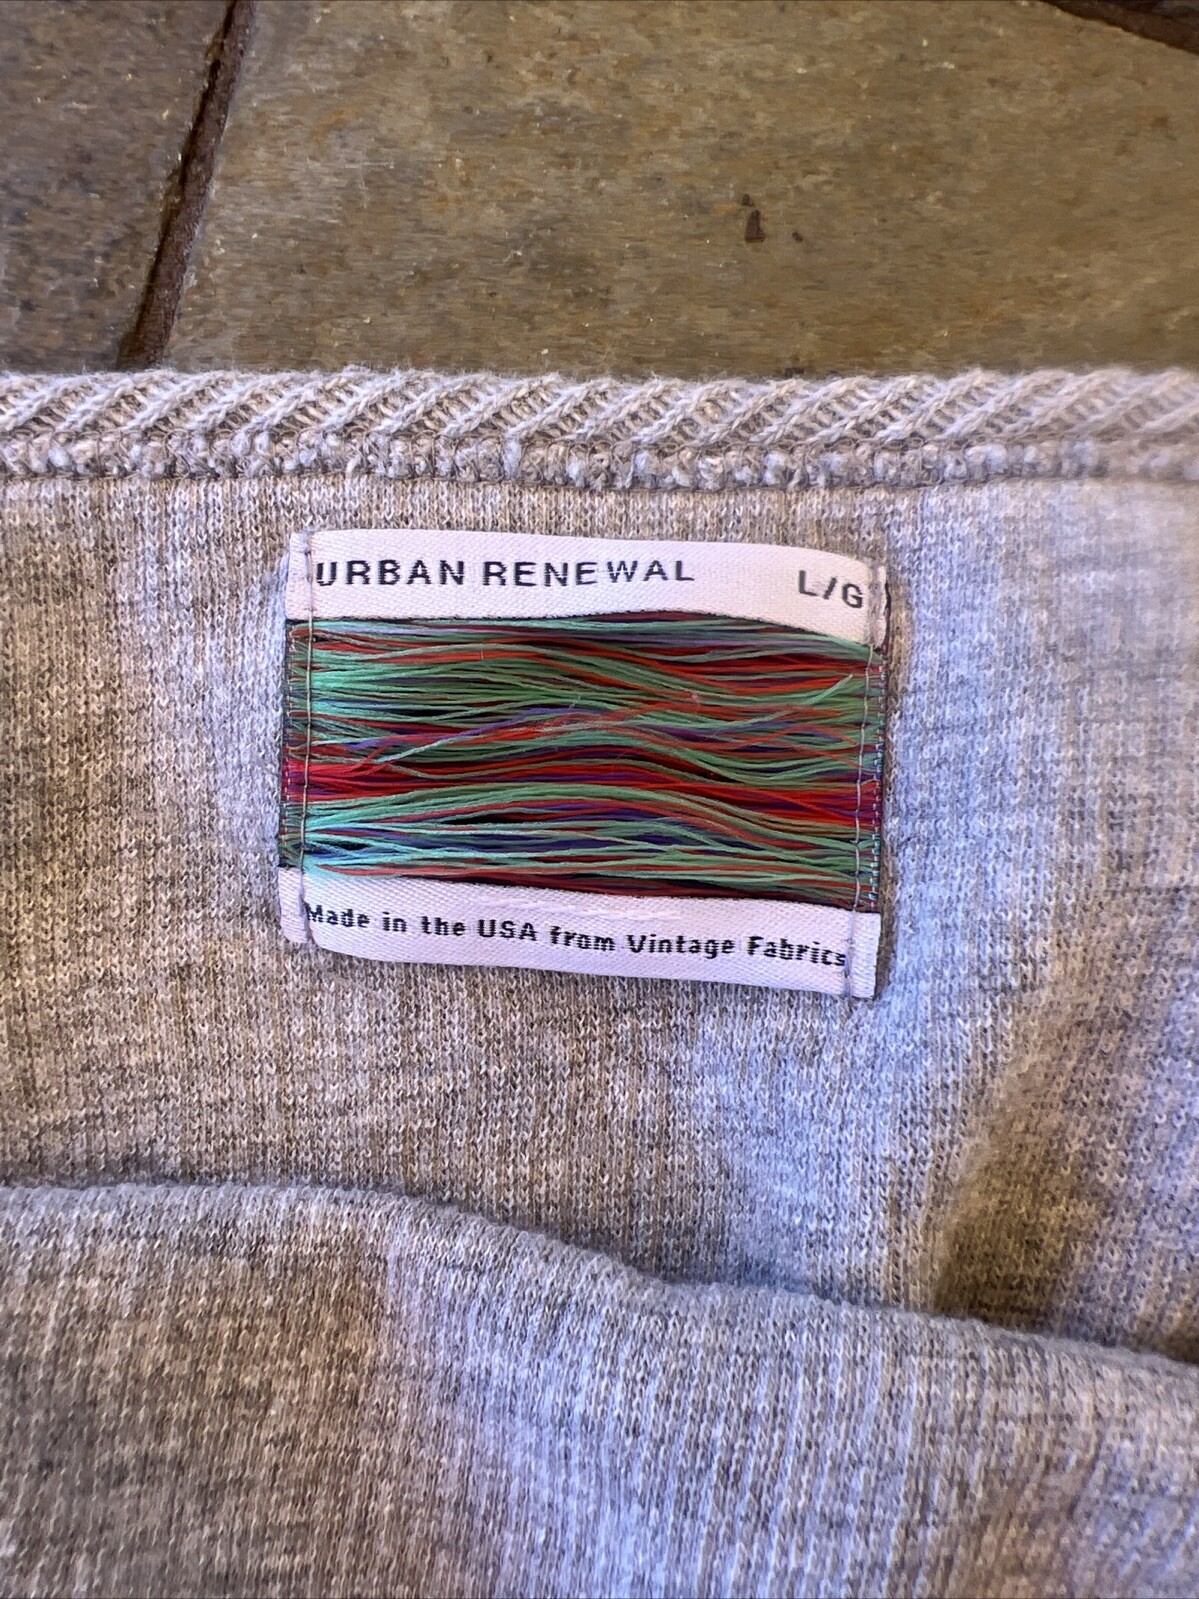 URBAN RENEWAL L/G
Made in the USA from Vintage Fabrics